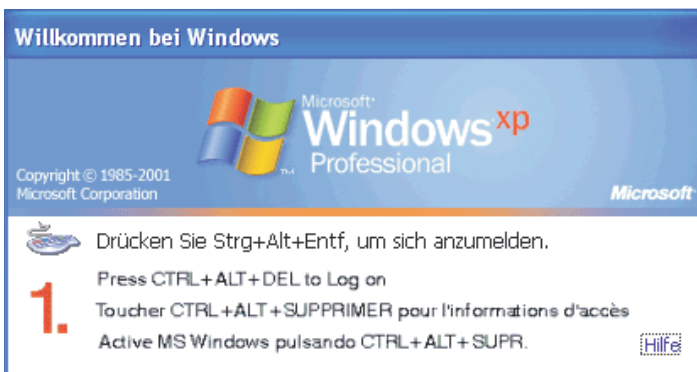 Willkommen bei Windows
Microsoft
Windows xp
Professional
TM
Copyright © 1985-2001
Microsoft Corporation
Microsoft
Drücken Sie Strg+Alt+Entf, um sich anzumelden.
1.
Press CTRL+ALT+DEL to Log on
Toucher CTRL+ALT+SUPPRIMER pour l'informations d'accès
Active MS Windows pulsando CTRL+ALT+SUPR.
Hilfe